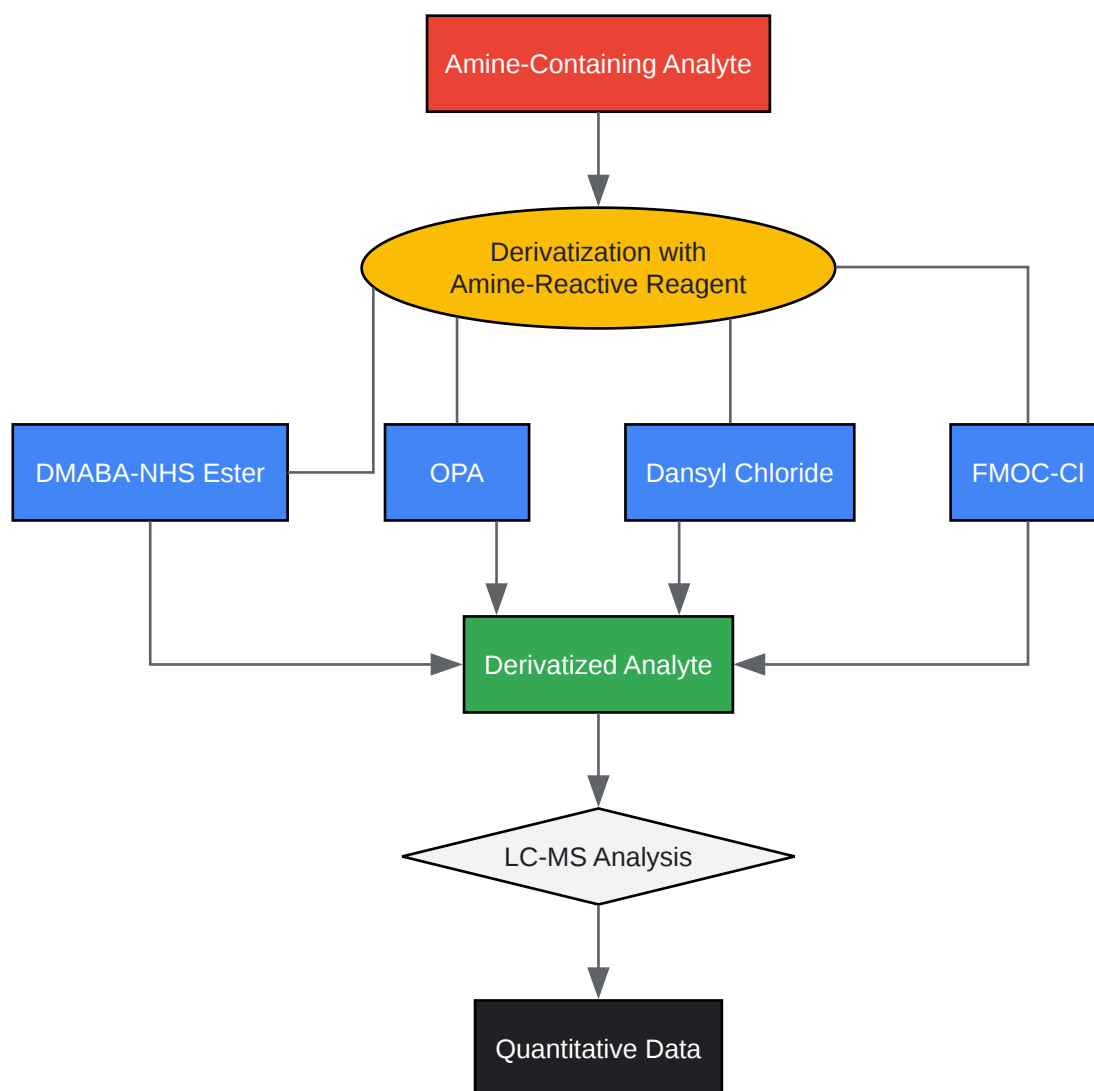 Amine-Containing Analyte
Derivatization with
Amine-Reactive Reagent
DMABA-NHS Ester
OPA
Dansyl Chloride
FMOC-Cl
Derivatized Analyte
LC-MS Analysis
Quantitative Data